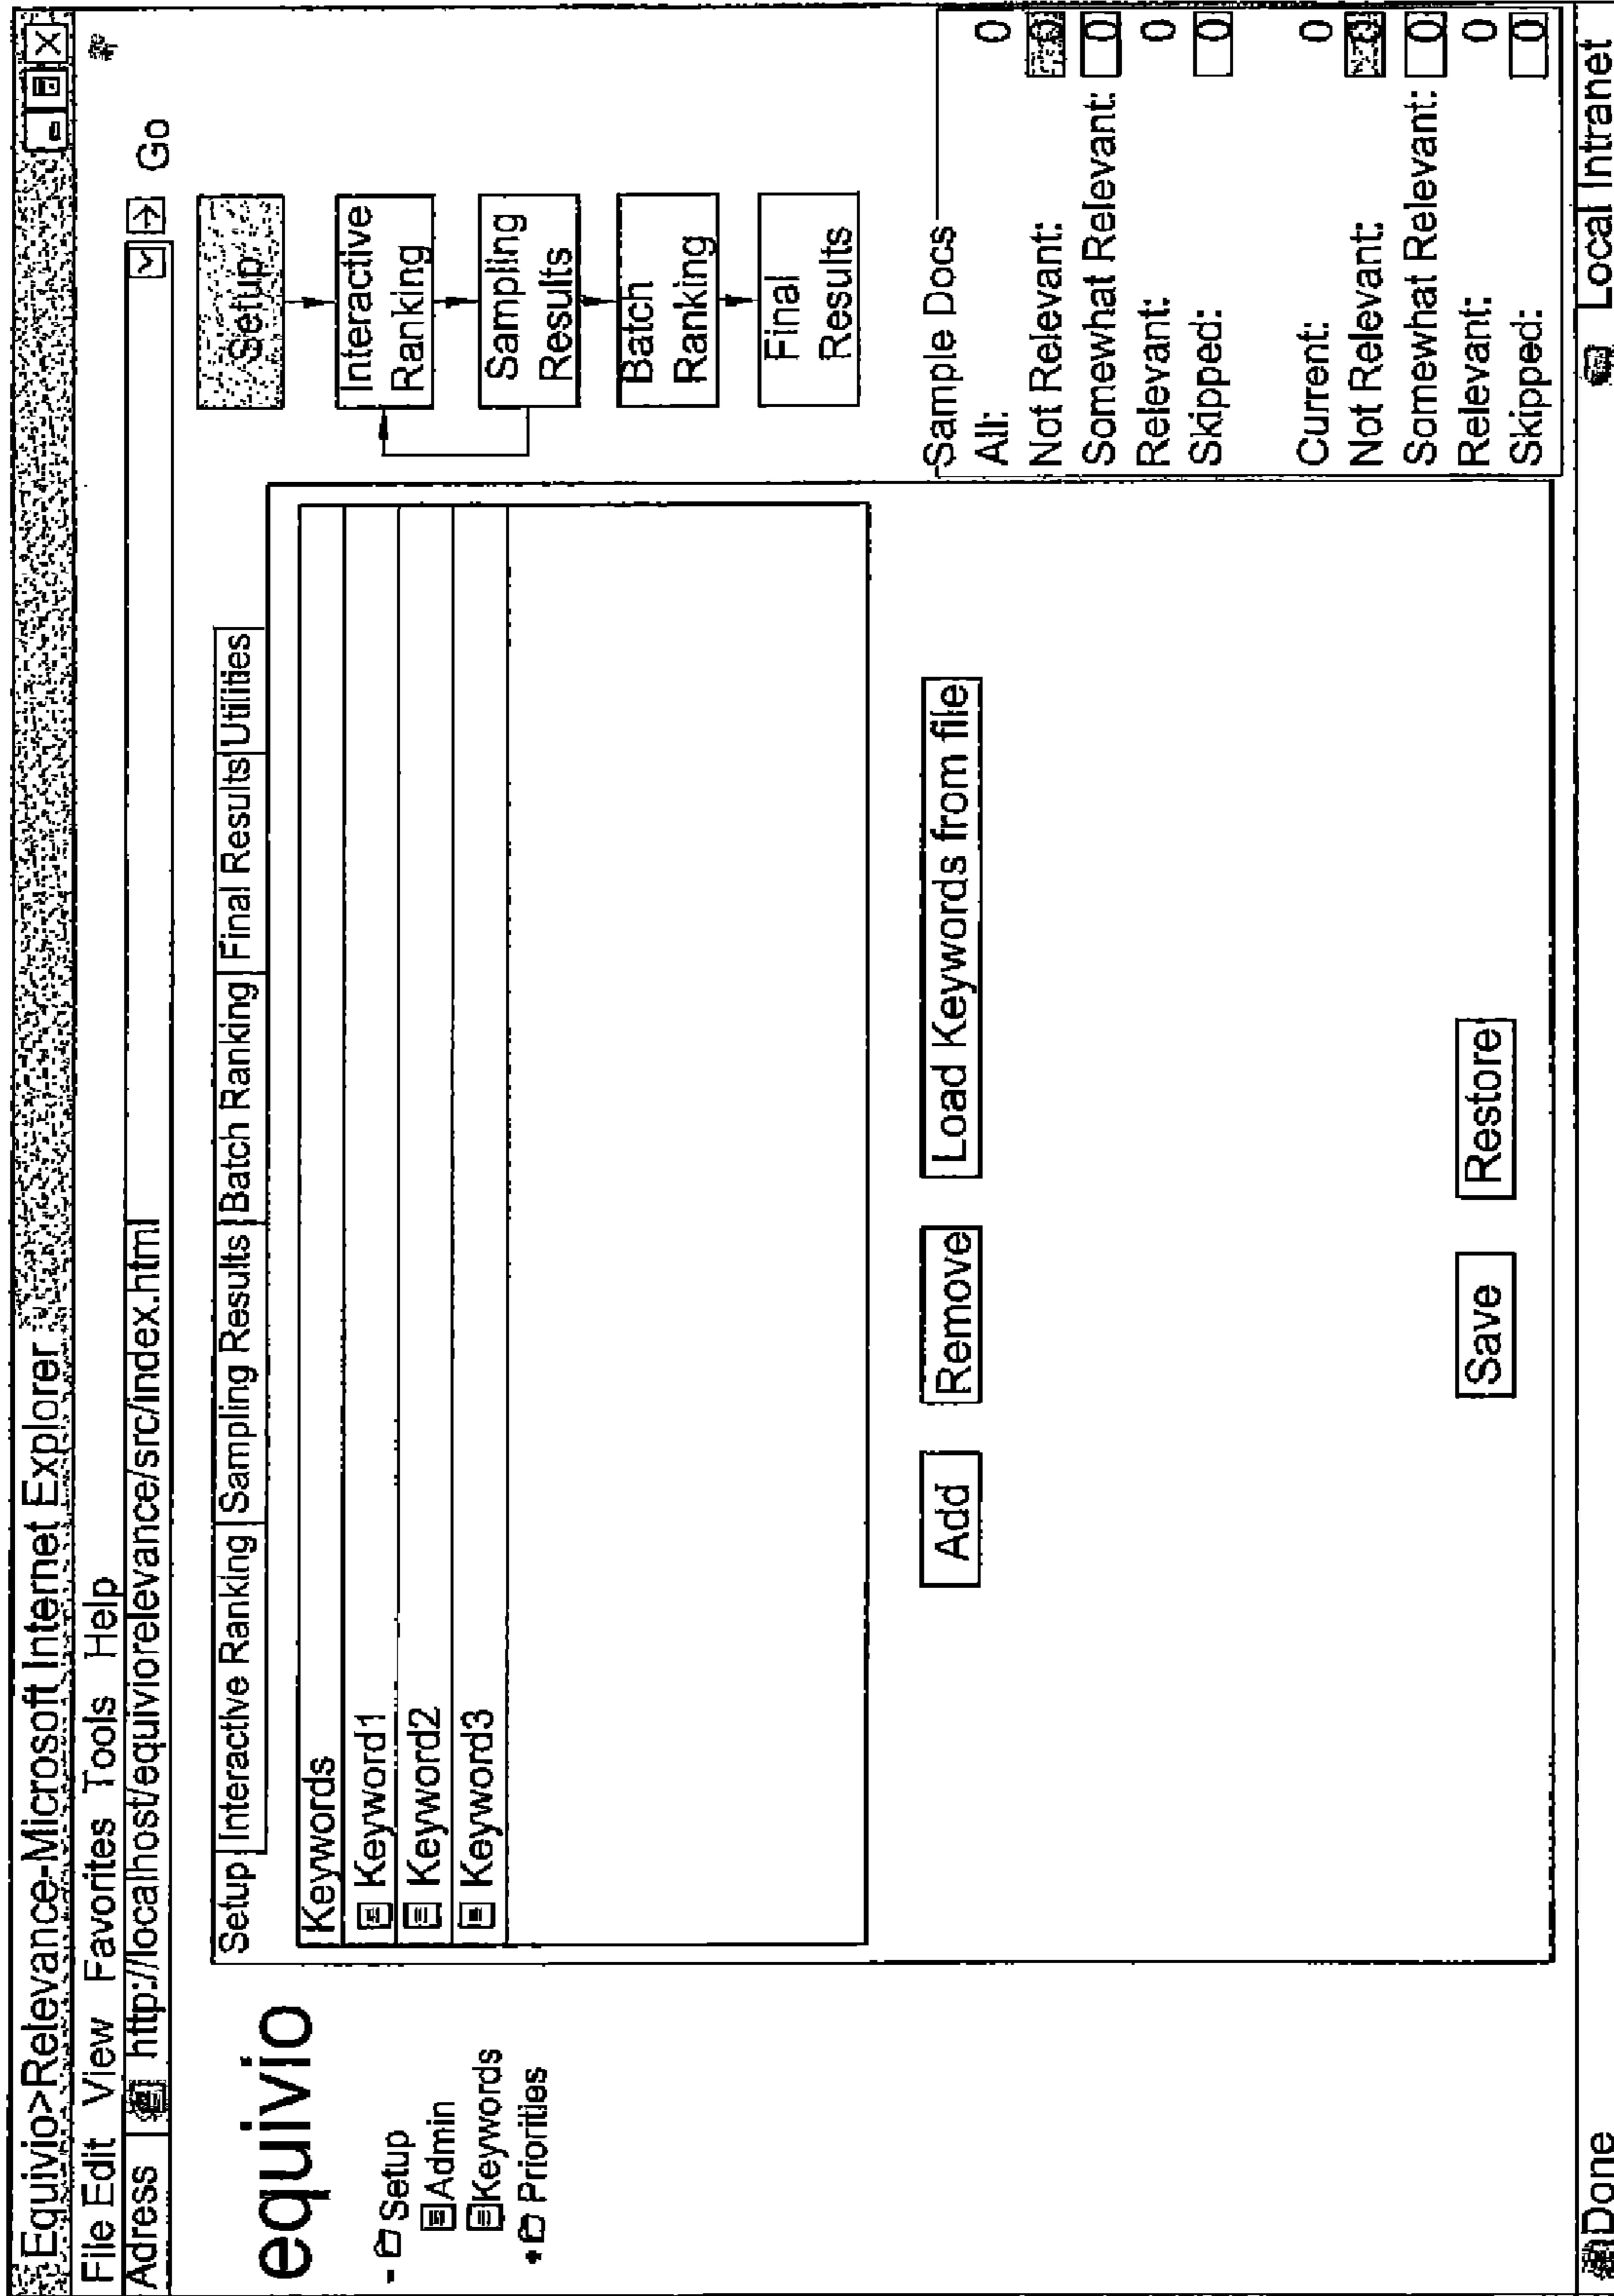 Equivio>Relevance-Microsoft Internet Explorer
File Edit View Favorites Tools Help
Adress http://localhost/equiviorelevance/src/index.html Go
equivio
- Setup
Admin
Keywords
Priorities
Setup Interactive Ranking Sampling Results Batch Ranking Final Results Utilities
Keywords
Keyword1
Keyword2
Keyword3
Add Remove Load Keywords from file
Save Restore
Setup
Interactive
Ranking
Sampling
Results
Batch
Ranking
Final
Results
Sample Docs
All: 0
Not Relevant: 0
Somewhat Relevant: 0
Relevant: 0
Skipped: 0
Current: 0
Not Relevant: 0
Somewhat Relevant: 0
Relevant: 0
Skipped: 0
Done Local Intranet